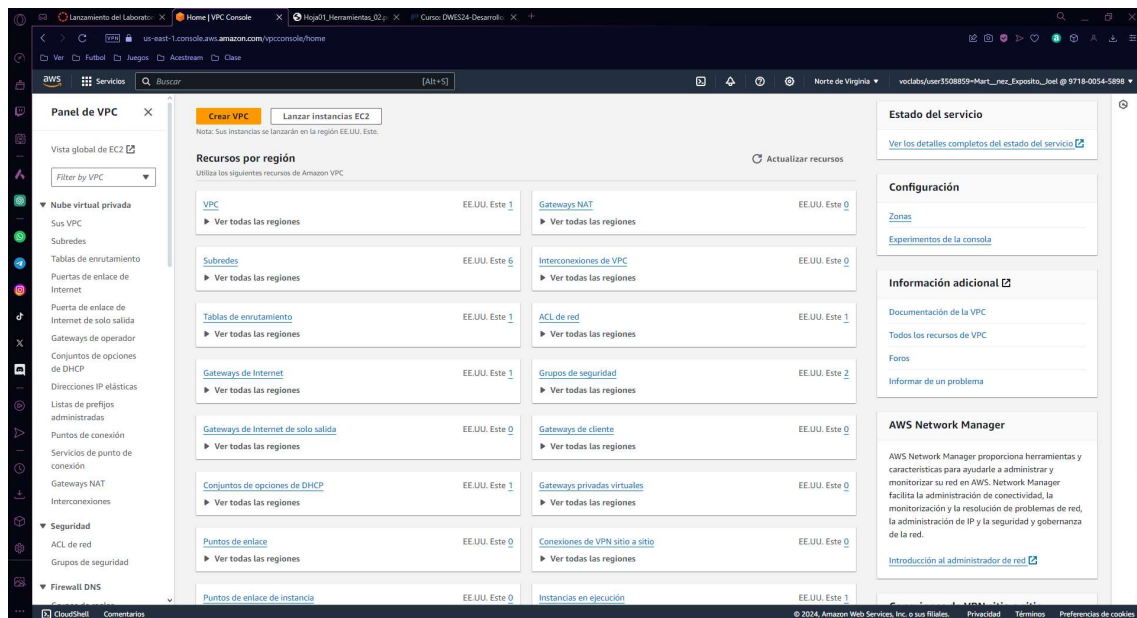 Lanzamiento del Laborator
Home | VPC Console
Hoja01_Herramientas_02.p
Curso: DWES24-Desarrollo
VPN
us-east-1.console.aws.amazon.com/vpcconsole/home
Ver
Futbol
Juegos
Acestream
Clase
aws
Servicios
Buscar
[Alt+S]
Norte de Virginia
voclabs/user3508859=Mart__nez_Exposito,_Joel @ 9718-0054-5898
Panel de VPC
Vista global de EC2
Filter by VPC
Nube virtual privada
Sus VPC
Subredes
Tablas de enrutamiento
Puertas de enlace de
Internet
Puerta de enlace de
Internet de solo salida
Gateways de operador
Conjuntos de opciones
de DHCP
Direcciones IP elásticas
Listas de prefijos
administradas
Puntos de conexión
Servicios de punto de
conexión
Gateways NAT
Interconexiones
Seguridad
ACL de red
Grupos de seguridad
Firewall DNS
Crear VPC
Lanzar instancias EC2
Nota: Sus instancias se lanzarán en la región EE.UU. Este.
Recursos por región
Actualizar recursos
Utiliza los siguientes recursos de Amazon VPC
VPC EE.UU. Este 1
Ver todas las regiones
Gateways NAT EE.UU. Este 0
Ver todas las regiones
Subredes EE.UU. Este 6
Ver todas las regiones
Interconexiones de VPC EE.UU. Este 0
Ver todas las regiones
Tablas de enrutamiento EE.UU. Este 1
Ver todas las regiones
ACL de red EE.UU. Este 1
Ver todas las regiones
Gateways de Internet EE.UU. Este 1
Ver todas las regiones
Grupos de seguridad EE.UU. Este 2
Ver todas las regiones
Gateways de Internet de solo salida EE.UU. Este 0
Ver todas las regiones
Gateways de cliente EE.UU. Este 0
Ver todas las regiones
Conjuntos de opciones de DHCP EE.UU. Este 1
Ver todas las regiones
Gateways privadas virtuales EE.UU. Este 0
Ver todas las regiones
Puntos de enlace EE.UU. Este 0
Ver todas las regiones
Conexiones de VPN sitio a sitio EE.UU. Este 0
Ver todas las regiones
Puntos de enlace de instancia EE.UU. Este 0
Instancias en ejecución EE.UU. Este 1
Estado del servicio
Ver los detalles completos del estado del servicio
Configuración
Zonas
Experimentos de la consola
Información adicional
Documentación de la VPC
Todos los recursos de VPC
Foros
Informar de un problema
AWS Network Manager
AWS Network Manager proporciona herramientas y
características para ayudarle a administrar y
monitorizar su red en AWS. Network Manager
facilita la administración de conectividad, la
monitorización y la resolución de problemas de red,
la administración de IP y la seguridad y gobernanza
de la red.
Introducción al administrador de red
CloudShell
Comentarios
© 2024, Amazon Web Services, Inc. o sus filiales.
Privacidad
Términos
Preferencias de cookies